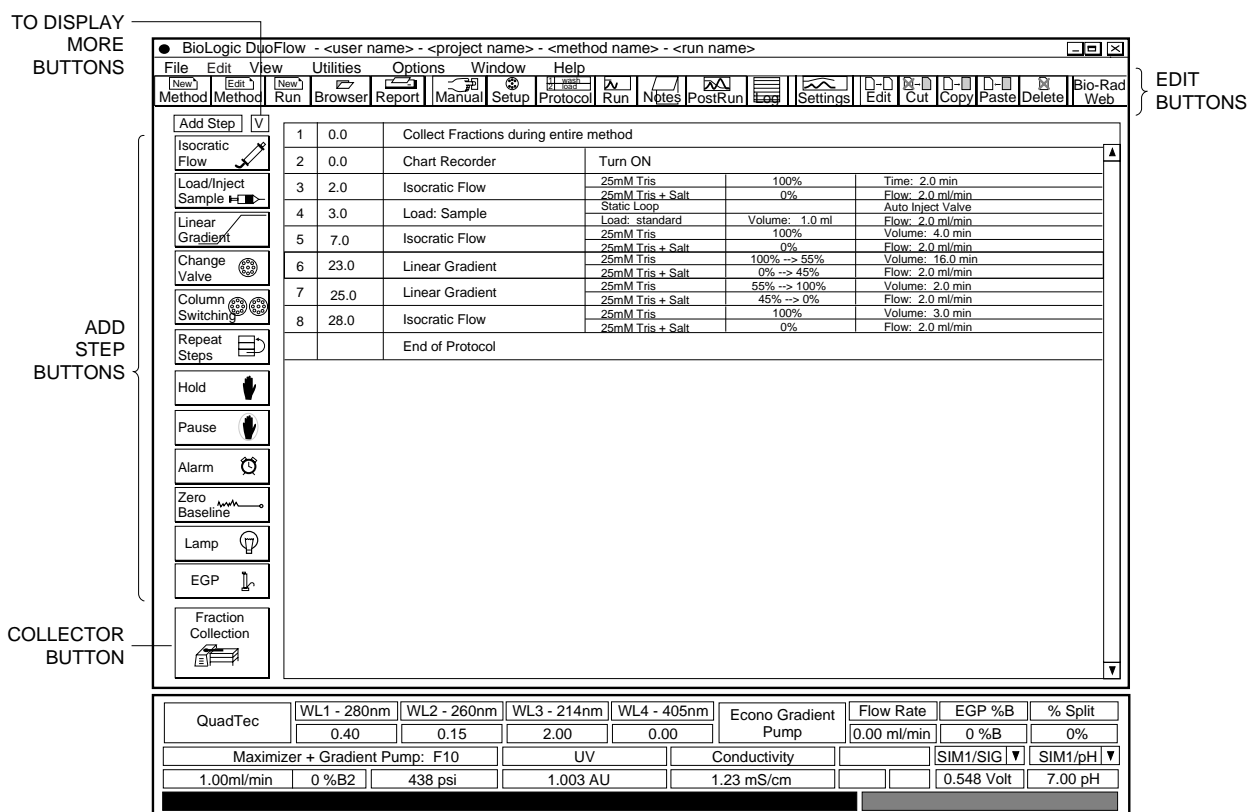 TO DISPLAY
MORE
BUTTONS
BioLogic DuoFlow - <user name> - <project name> - <method name> - <run name>
File Edit View Utilities Options Window Help
New Method
Edit Method
New Run
Browser
Report
Manual
Setup
1 wash
2 load
Protocol
Run
Notes
PostRun
Log
Settings
Edit
Cut
Copy
Paste
Delete
Bio-Rad Web
EDIT
BUTTONS
Add Step V
ADD
STEP
BUTTONS
Isocratic
Flow
Load/Inject
Sample
Linear
Gradient
Change
Valve
Column
Switching
Repeat
Steps
Hold
Pause
Alarm
Zero
Baseline
Lamp
EGP
COLLECTOR
BUTTON
Fraction
Collection
1 0.0 Collect Fractions during entire method
2 0.0 Chart Recorder Turn ON
3 2.0 Isocratic Flow
25mM Tris 100% Time: 2.0 min
25mM Tris + Salt 0% Flow: 2.0 ml/min
4 3.0 Load: Sample
Static Loop Auto Inject Valve
Load: standard Volume: 1.0 ml Flow: 2.0 ml/min
5 7.0 Isocratic Flow
25mM Tris 100% Volume: 4.0 min
25mM Tris + Salt 0% Flow: 2.0 ml/min
6 23.0 Linear Gradient
25mM Tris 100% --> 55% Volume: 16.0 min
25mM Tris + Salt 0% --> 45% Flow: 2.0 ml/min
7 25.0 Linear Gradient
25mM Tris 55% --> 100% Volume: 2.0 min
25mM Tris + Salt 45% --> 0% Flow: 2.0 ml/min
8 28.0 Isocratic Flow
25mM Tris 100% Volume: 3.0 min
25mM Tris + Salt 0% Flow: 2.0 ml/min
End of Protocol
QuadTec
WL1 - 280nm WL2 - 260nm WL3 - 214nm WL4 - 405nm
0.40 0.15 2.00 0.00
Econo Gradient
Pump
Flow Rate EGP %B % Split
0.00 ml/min 0 %B 0%
Maximizer + Gradient Pump: F10 UV Conductivity SIM1/SIG SIM1/pH
1.00ml/min 0 %B2 438 psi 1.003 AU 1.23 mS/cm 0.548 Volt 7.00 pH